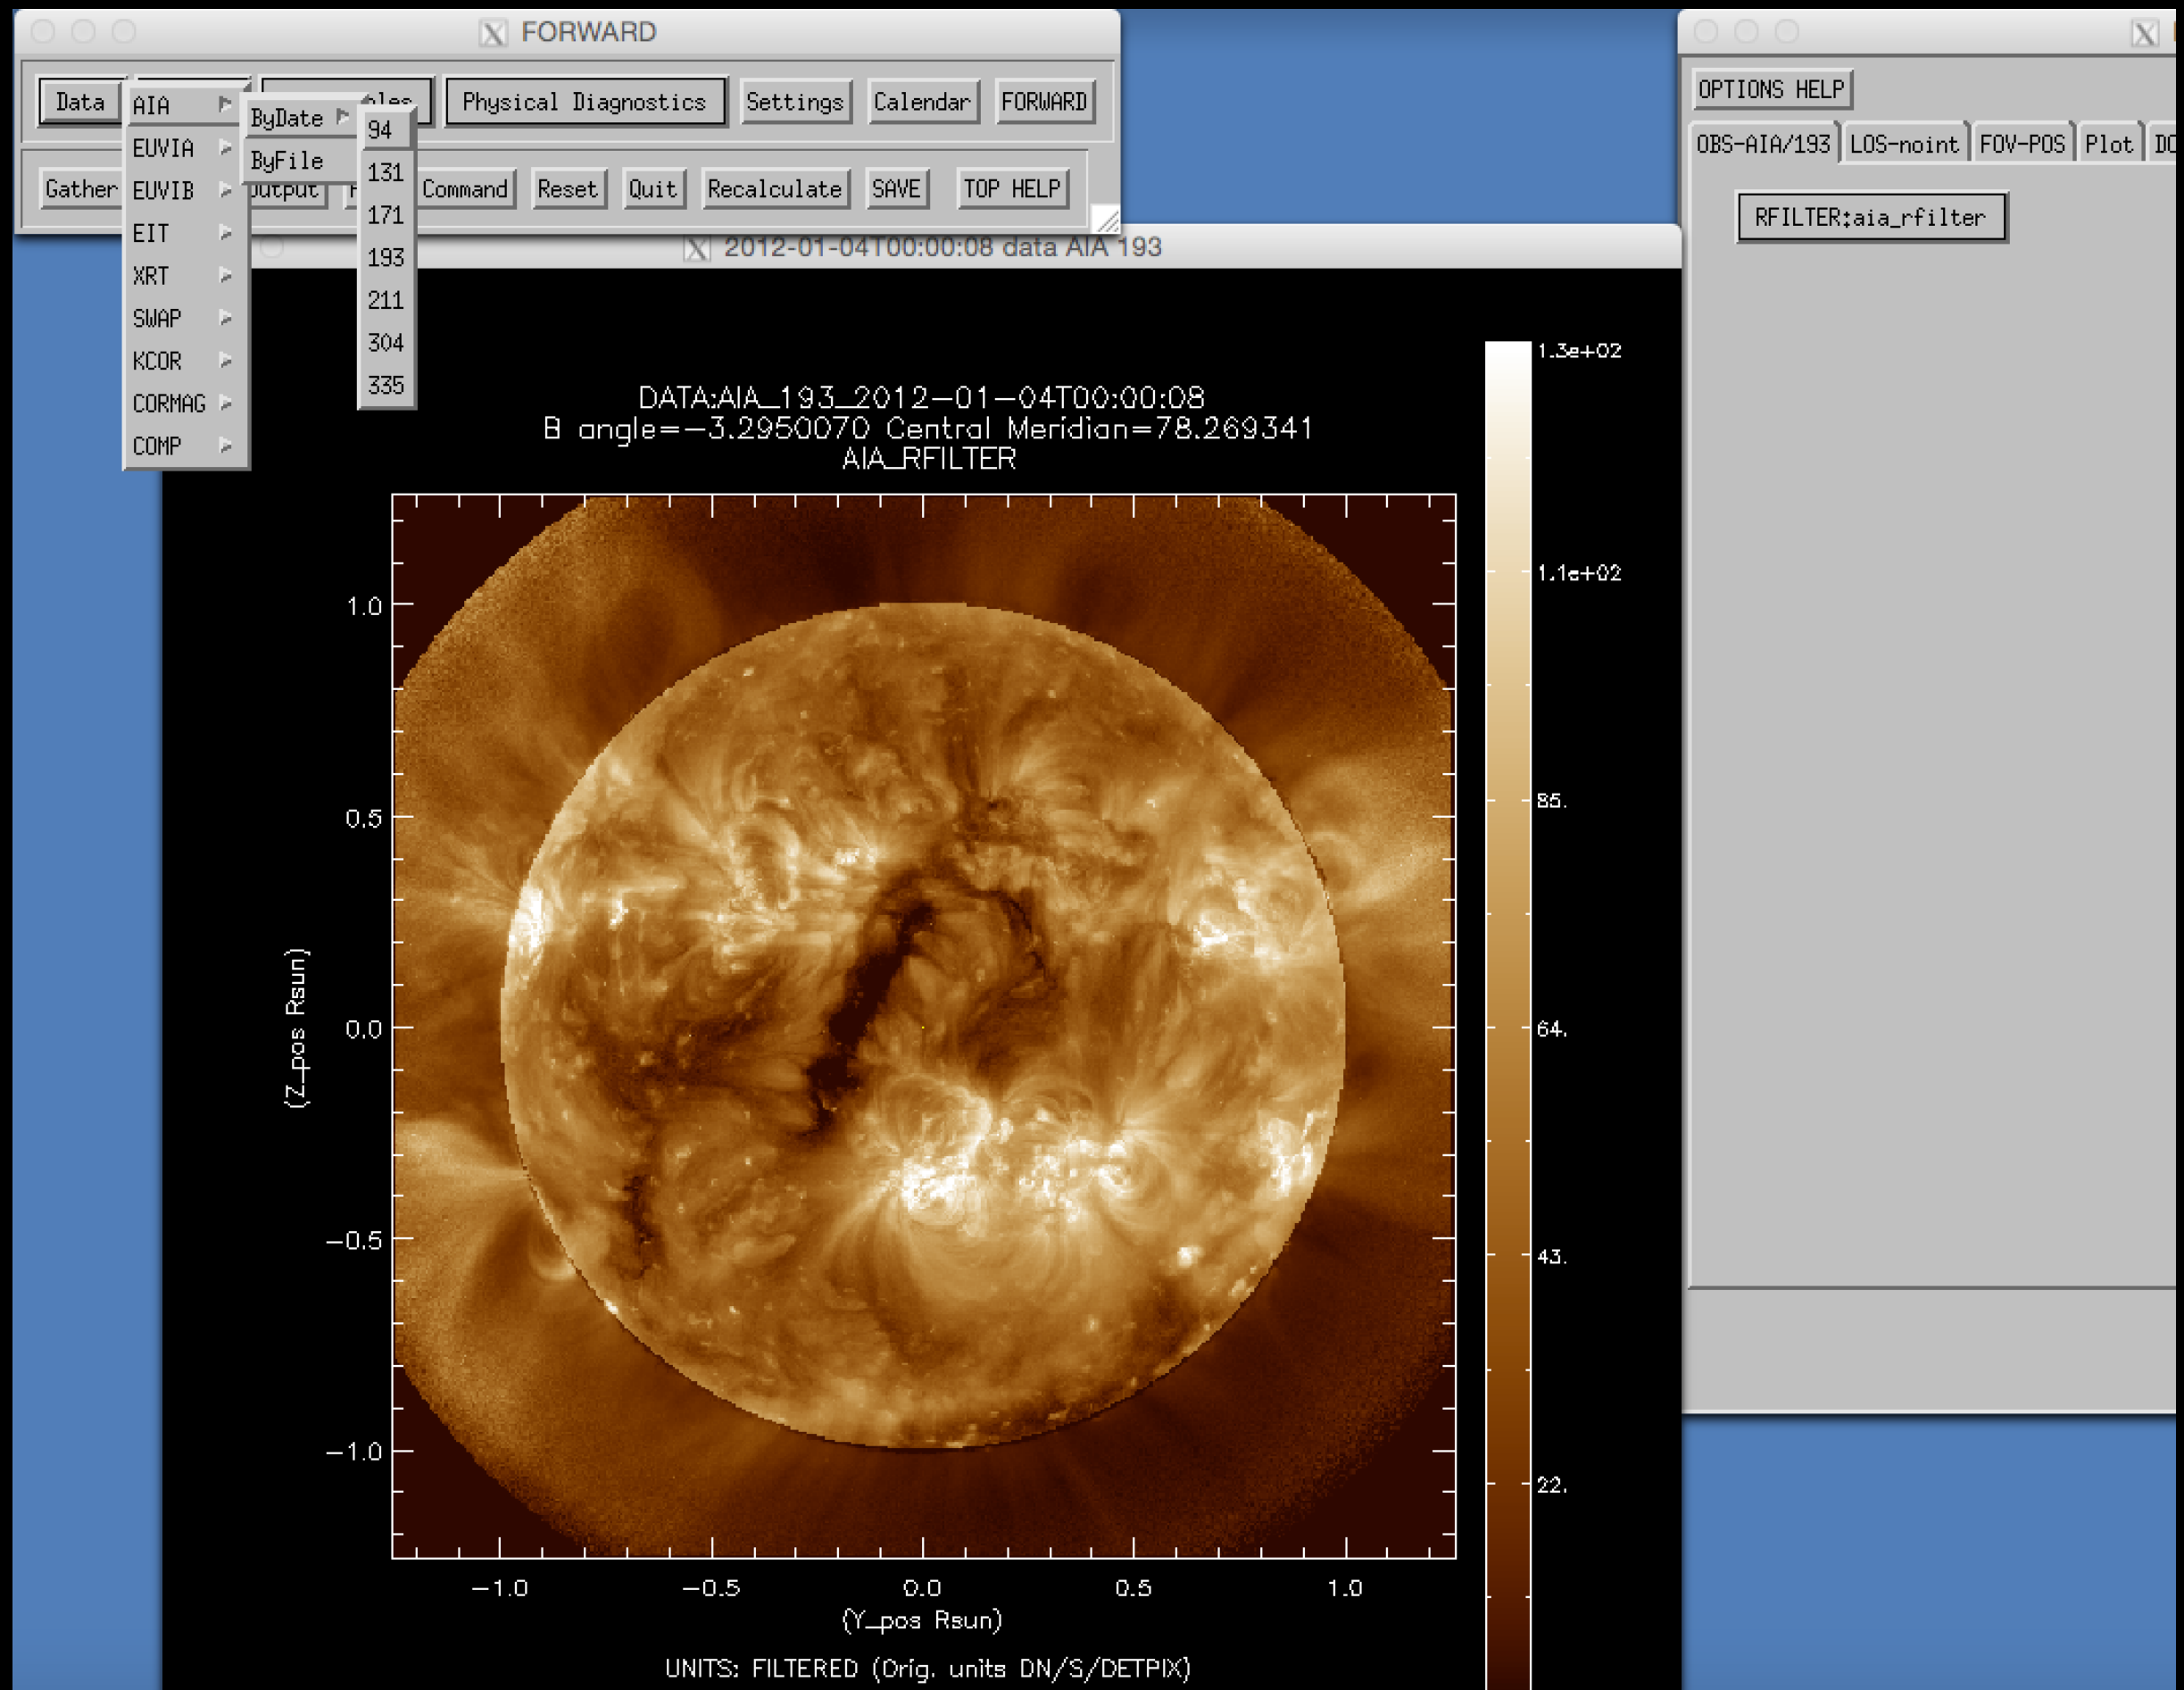 FORWARD
Data
AIA
Physical Diagnostics
Settings
Calendar
FORWARD
ByDate
94
EUVIA
ByFile
131
Gather
EUVIB
Command
Reset
Quit
Recalculate
SAVE
TOP HELP
171
EIT
193
XRT
211
SWAP
304
KCOR
335
CORMAG
COMP
OPTIONS HELP
OBS-AIA/193
LOS-noint
FOV-POS
Plot
RFILTER:aia_rfilter
2012-01-04T00:00:08 data AIA 193
DATA:AIA_193_2012-01-04T00:00:08
B angle=-3.2950070 Central Meridian=78.269341
AIA_RFILTER
1.3e+02
1.1e+02
85.
64.
43.
22.
1.0
0.5
0.0
-0.5
-1.0
(Z_pos Rsun)
-1.0 -0.5 0.0 0.5 1.0
(Y_pos Rsun)
UNITS: FILTERED (Orig. units DN/S/DETPIX)